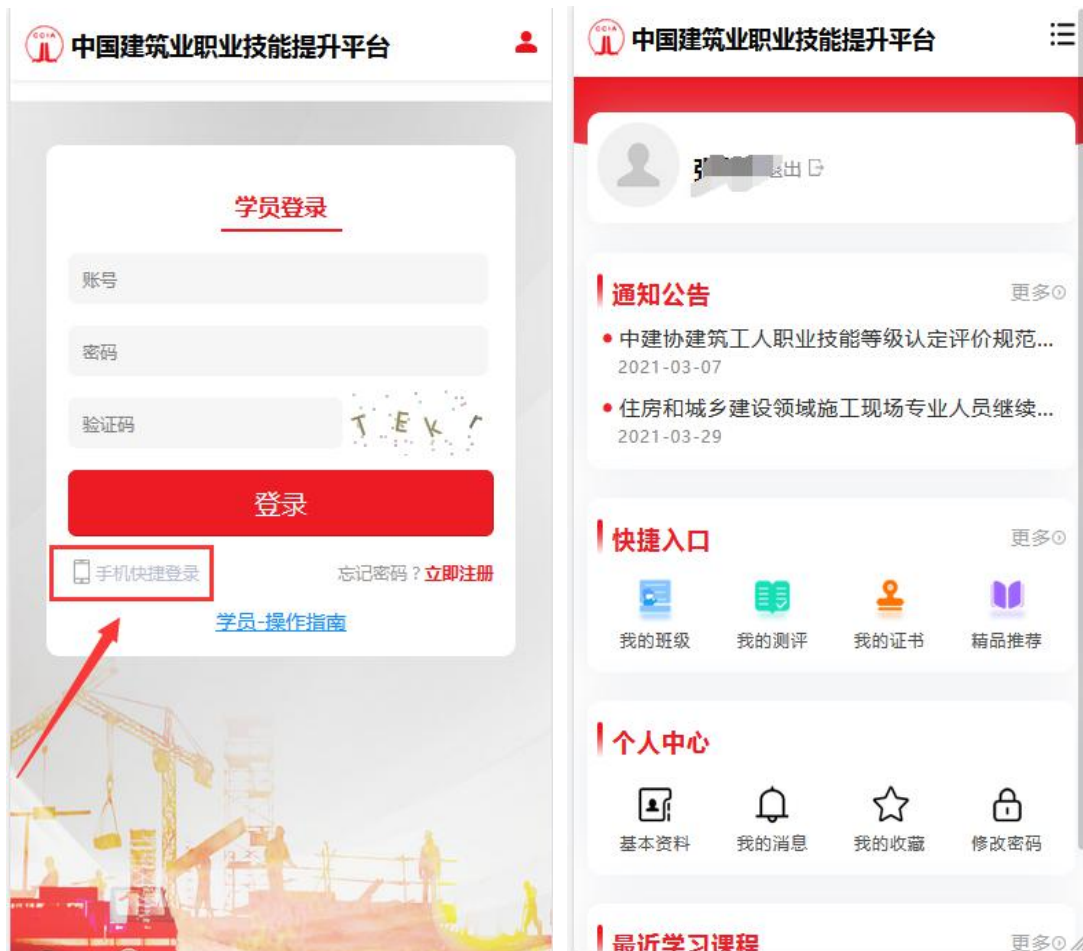 CCIA 中国建筑业职业技能提升平台
学员登录
账号
密码
验证码 TEKr
登录
手机快捷登录 忘记密码？立即注册
学员-操作指南
CCIA 中国建筑业职业技能提升平台
张 退出
通知公告 更多
中建协建筑工人职业技能等级认定评价规范...
2021-03-07
住房和城乡建设领域施工现场专业人员继续...
2021-03-29
快捷入口 更多
我的班级 我的测评 我的证书 精品推荐
个人中心
基本资料 我的消息 我的收藏 修改密码
最近学习课程 更多